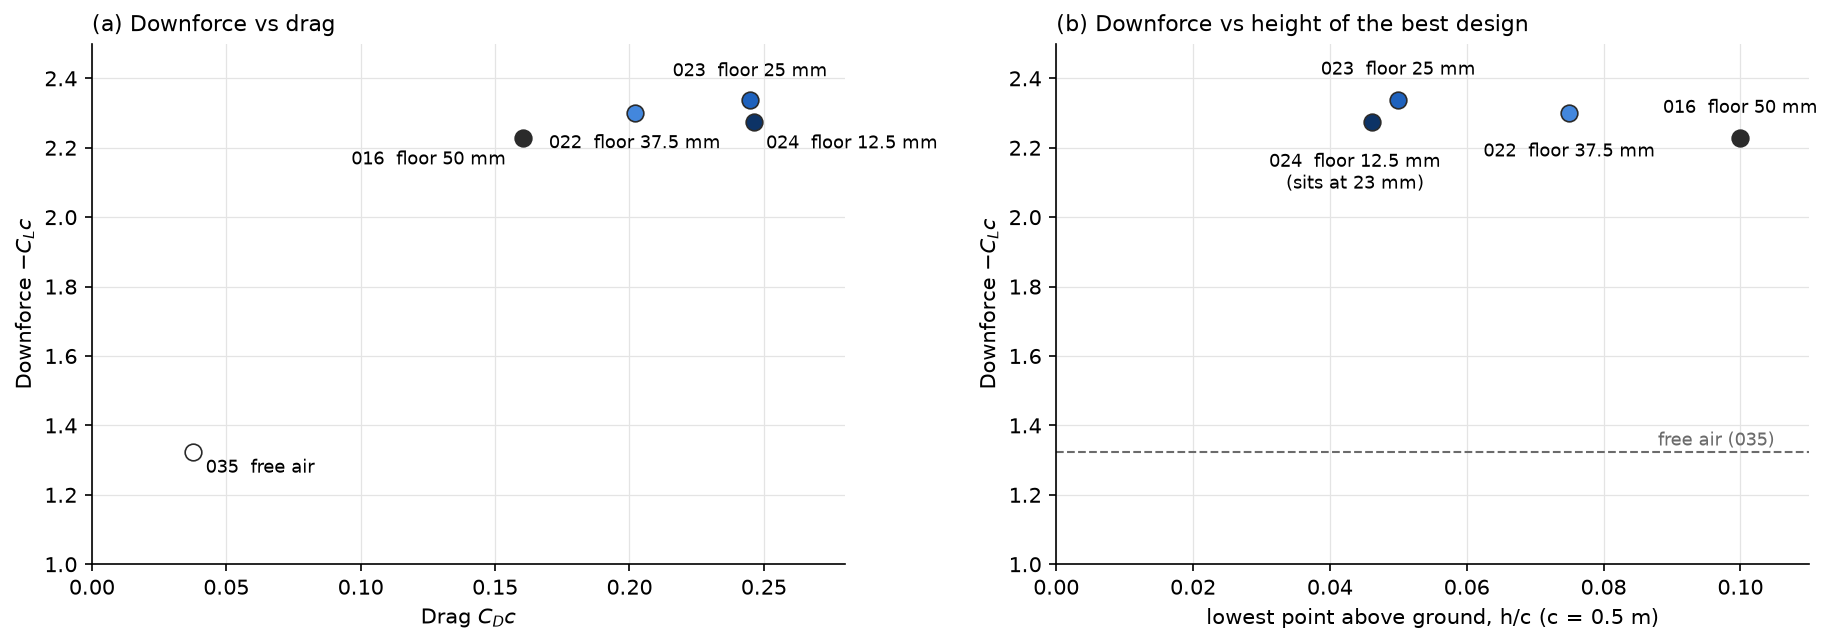 (a) Downforce vs drag
Downforce −C_L c
2.4
2.2
2.0
1.8
1.6
1.4
1.2
1.0
023 floor 25 mm
022 floor 37.5 mm
024 floor 12.5 mm
016 floor 50 mm
035 free air
0.00 0.05 0.10 0.15 0.20 0.25
Drag C_D c
(b) Downforce vs height of the best design
Downforce −C_L c
2.4
2.2
2.0
1.8
1.6
1.4
1.2
1.0
023 floor 25 mm
016 floor 50 mm
022 floor 37.5 mm
024 floor 12.5 mm
(sits at 23 mm)
free air (035)
0.00 0.02 0.04 0.06 0.08 0.10
lowest point above ground, h/c (c = 0.5 m)